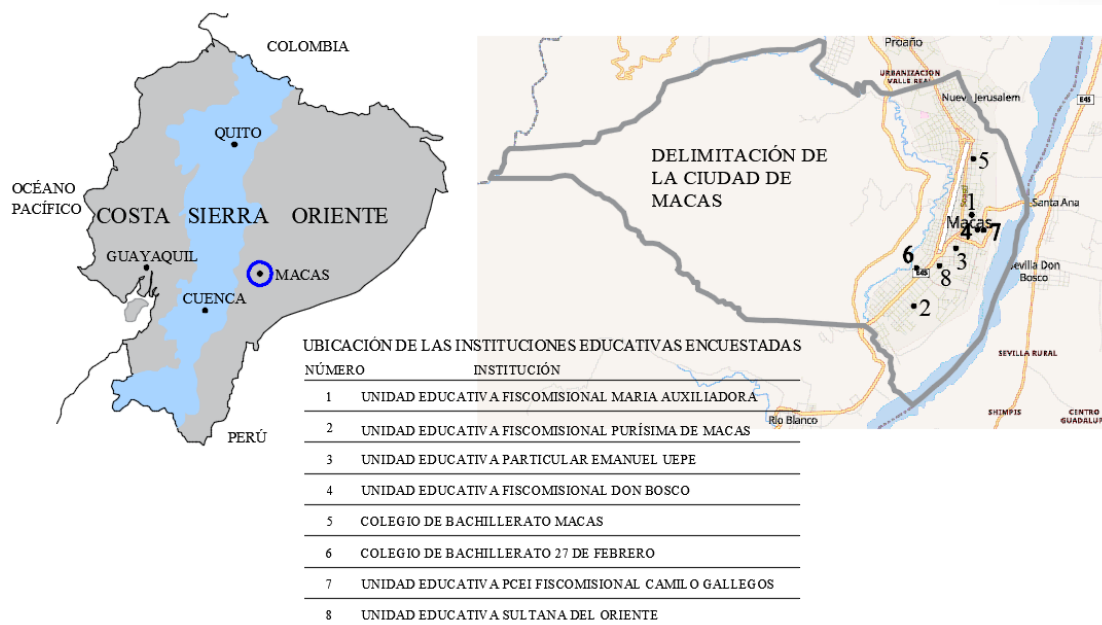 COLOMBIA
QUITO
OCÉANO
PACÍFICO
COSTA SIERRA ORIENTE
GUAYAQUIL
MACAS
CUENCA
PERÚ
Proaño
URBANIZACION
VALLE REAL
Nueva Jerusalem
E45
DELIMITACIÓN DE
LA CIUDAD DE
MACAS
5
1
Santa Ana
Macas
4 7
3
6
E45
8
Sevilla Don
Bosco
2
SEVILLA RURAL
Rio Blanco
SHIMPIS
CENTRO
GUADALUP
UBICACIÓN DE LAS INSTITUCIONES EDUCATIVAS ENCUESTADAS
NÚMERO INSTITUCIÓN
1 UNIDAD EDUCATIVA FISCOMISIONAL MARIA AUXILIADORA
2 UNIDAD EDUCATIVA FISCOMISIONAL PURÍSIMA DE MACAS
3 UNIDAD EDUCATIVA PARTICULAR EMANUEL UEPE
4 UNIDAD EDUCATIVA FISCOMISIONAL DON BOSCO
5 COLEGIO DE BACHILLERATO MACAS
6 COLEGIO DE BACHILLERATO 27 DE FEBRERO
7 UNIDAD EDUCATIVA PCEI FISCOMISIONAL CAMILO GALLEGOS
8 UNIDAD EDUCATIVA SULTANA DEL ORIENTE